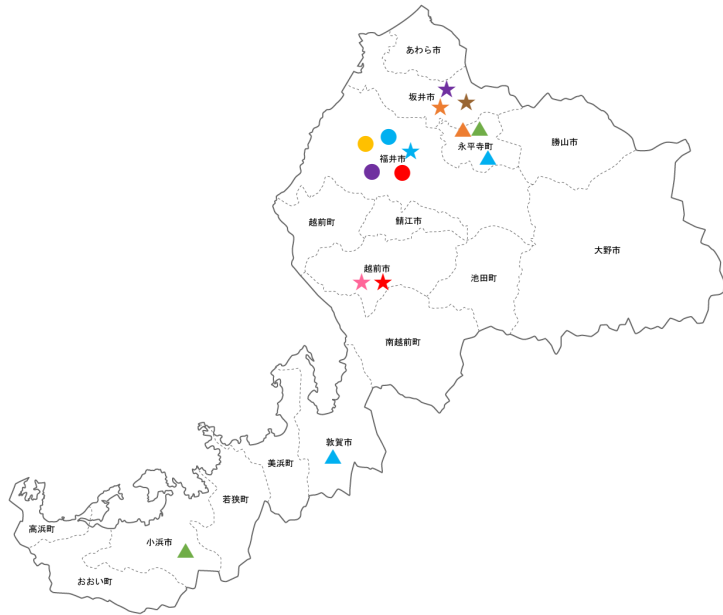 あわら市
坂井市
永平寺町
勝山市
福井市
越前町
鯖江市
大野市
越前市
池田町
南越前町
敦賀市
美浜町
若狭町
高浜町
小浜市
おおい町